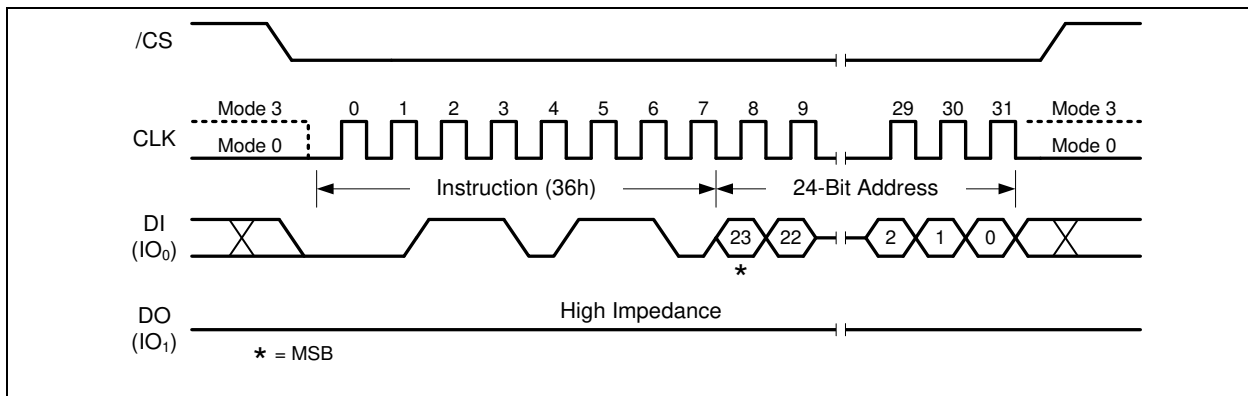 /CS
Mode 3 0 1 2 3 4 5 6 7 8 9 29 30 31 Mode 3
CLK
Mode 0 Mode 0
Instruction (36h) 24-Bit Address
DI
(IO₀)
23 22 2 1 0
*
High Impedance
DO
(IO₁)
* = MSB